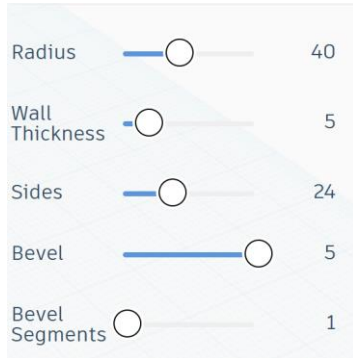 Radius 40
Wall
Thickness 5
Sides 24
Bevel 5
Bevel
Segments 1